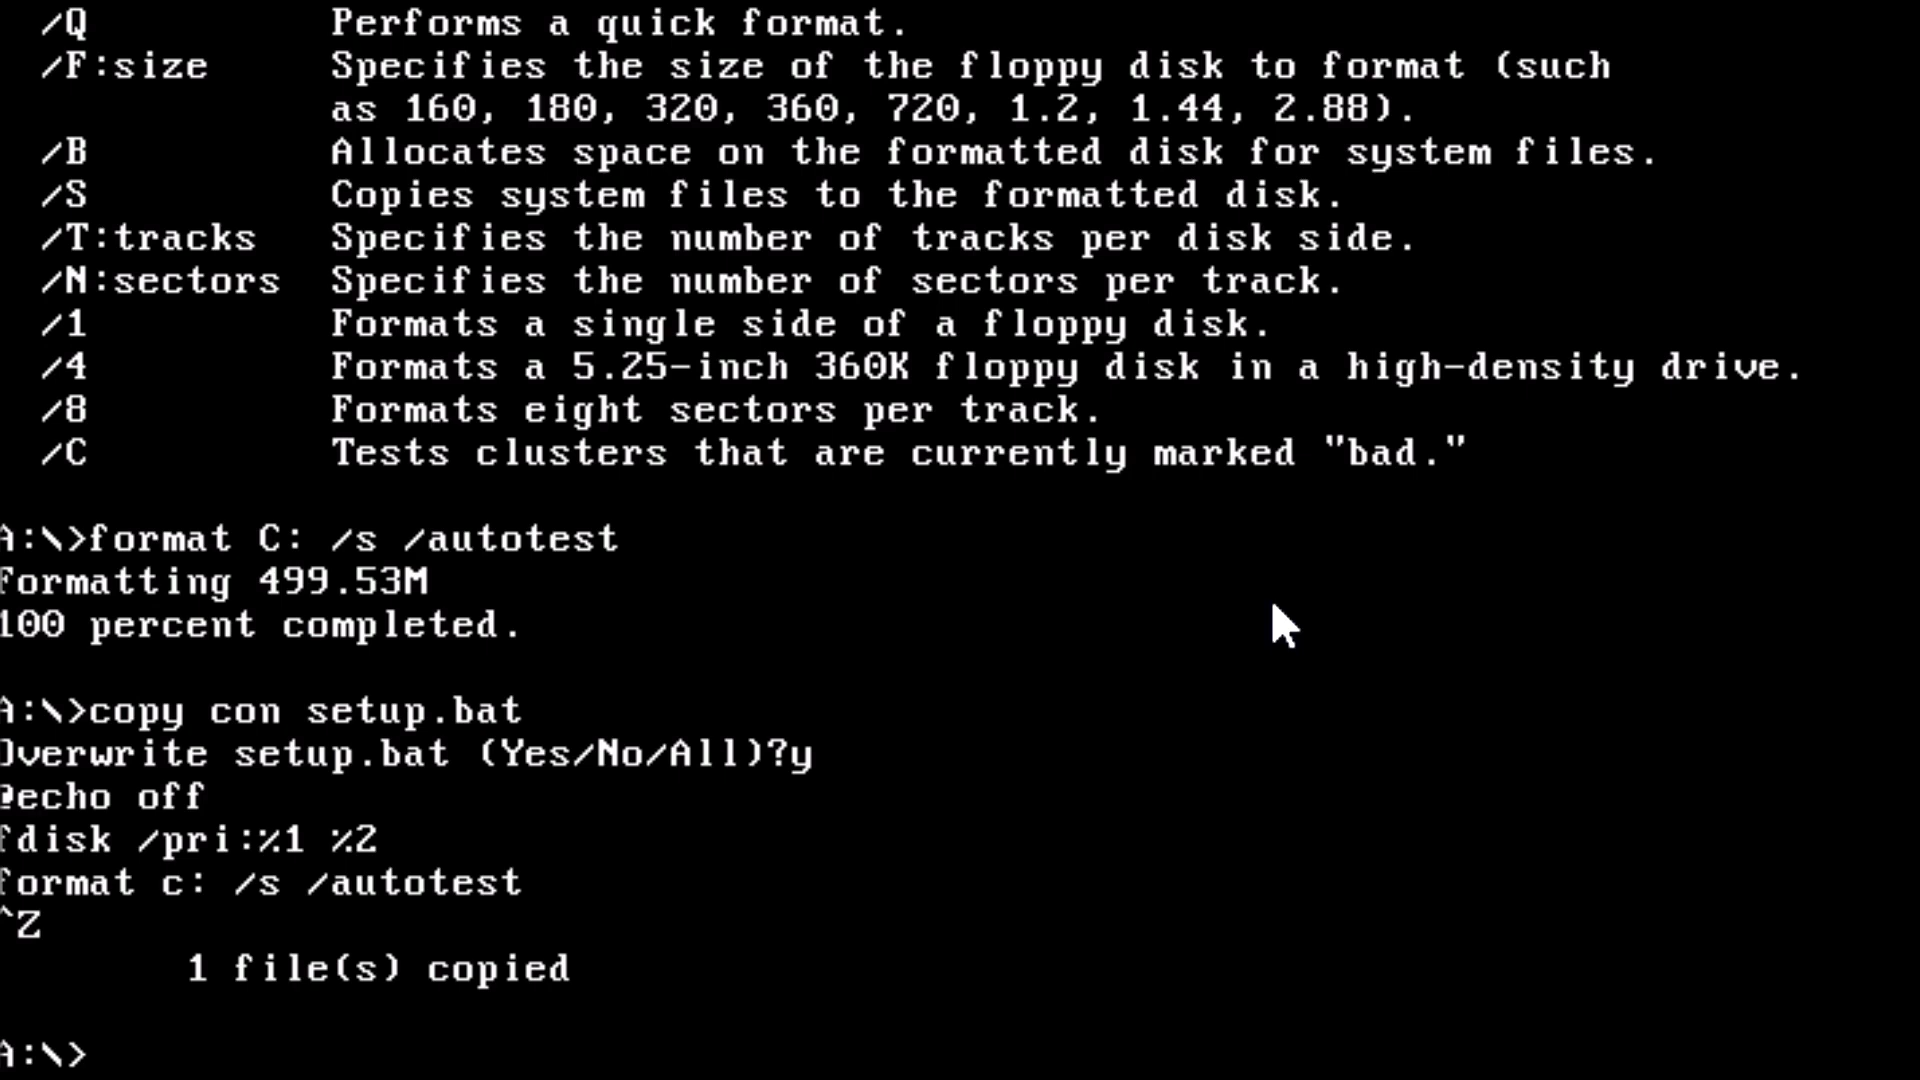 /Q Performs a quick format.
/F:size Specifies the size of the floppy disk to format (such
as 160, 180, 320, 360, 720, 1.2, 1.44, 2.88).
/B Allocates space on the formatted disk for system files.
/S Copies system files to the formatted disk.
/T:tracks Specifies the number of tracks per disk side.
/N:sectors Specifies the number of sectors per track.
/1 Formats a single side of a floppy disk.
/4 Formats a 5.25-inch 360K floppy disk in a high-density drive.
/8 Formats eight sectors per track.
/C Tests clusters that are currently marked "bad."
A:\>format C: /s /autotest
Formatting 499.53M
100 percent completed.
A:\>copy con setup.bat
Overwrite setup.bat (Yes/No/All)?y
@echo off
fdisk /pri:%1 %2
format c: /s /autotest
^Z
1 file(s) copied
A:\>